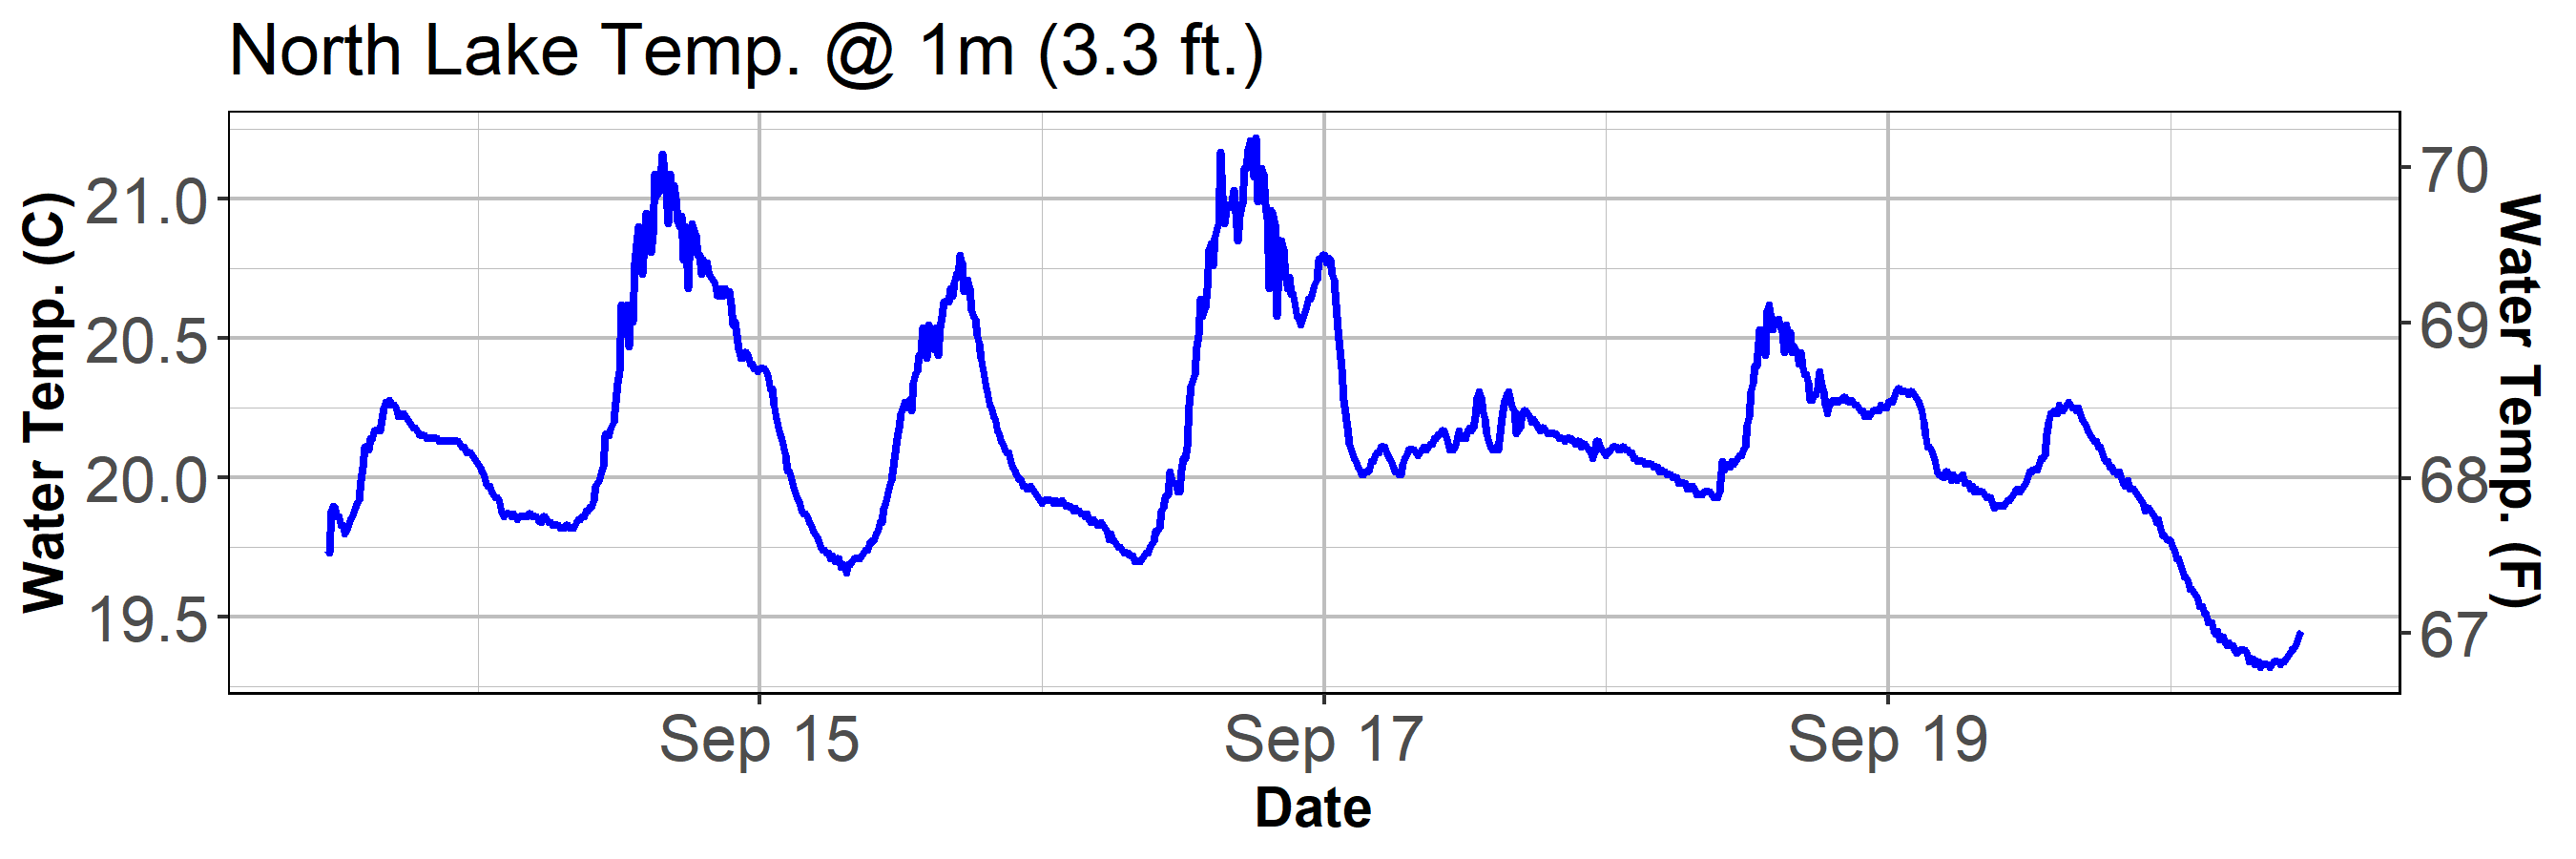 North Lake Temp. @ 1m (3.3 ft.)
Water Temp. (C)
21.0
20.5
20.0
19.5
70
69
68
67
Water Temp. (F)
Sep 15 Sep 17 Sep 19
Date